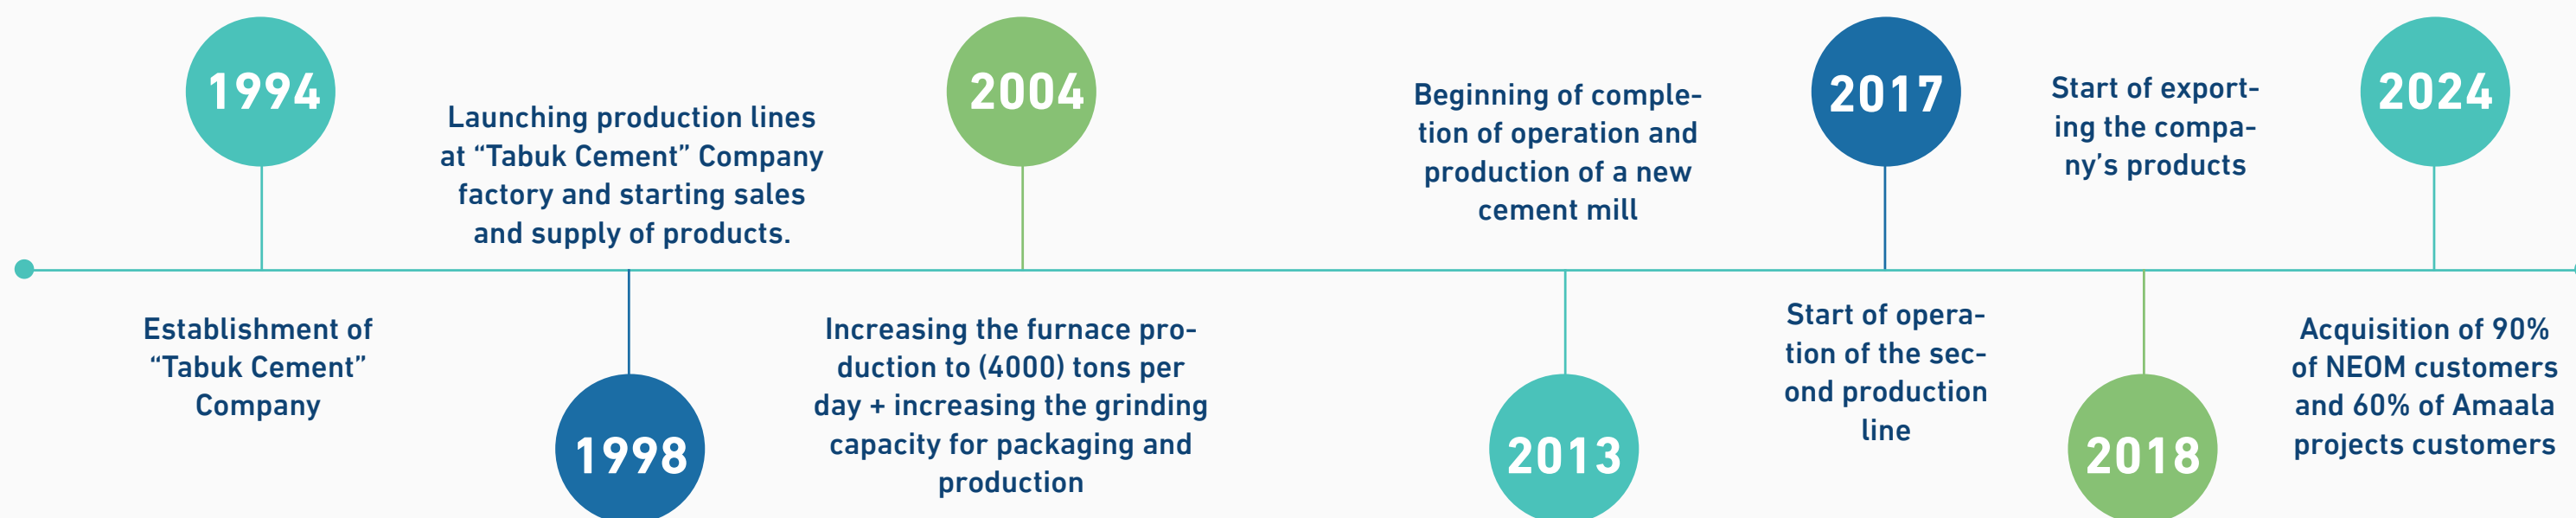 1994
Establishment of
“Tabuk Cement”
Company
Launching production lines
at “Tabuk Cement” Company
factory and starting sales
and supply of products.
1998
2004
Increasing the furnace pro-
duction to (4000) tons per
day + increasing the grinding
capacity for packaging and
production
Beginning of comple-
tion of operation and
production of a new
cement mill
2013
2017
Start of opera-
tion of the sec-
ond production
line
Start of export-
ing the compa-
ny’s products
2018
2024
Acquisition of 90%
of NEOM customers
and 60% of Amaala
projects customers